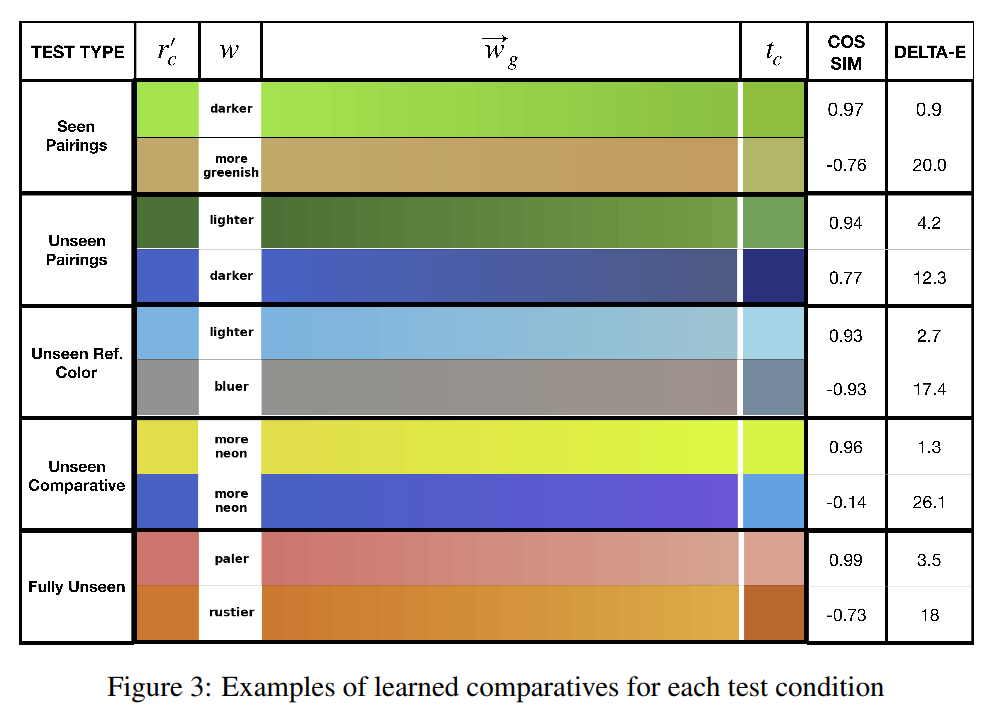 TEST TYPE r′c w →wg tc COS SIM DELTA-E
Seen Pairings
darker 0.97 0.9
more greenish -0.76 20.0
Unseen Pairings
lighter 0.94 4.2
darker 0.77 12.3
Unseen Ref. Color
lighter 0.93 2.7
bluer -0.93 17.4
Unseen Comparative
more neon 0.96 1.3
more neon -0.14 26.1
Fully Unseen
paler 0.99 3.5
rustier -0.73 18
Figure 3: Examples of learned comparatives for each test condition